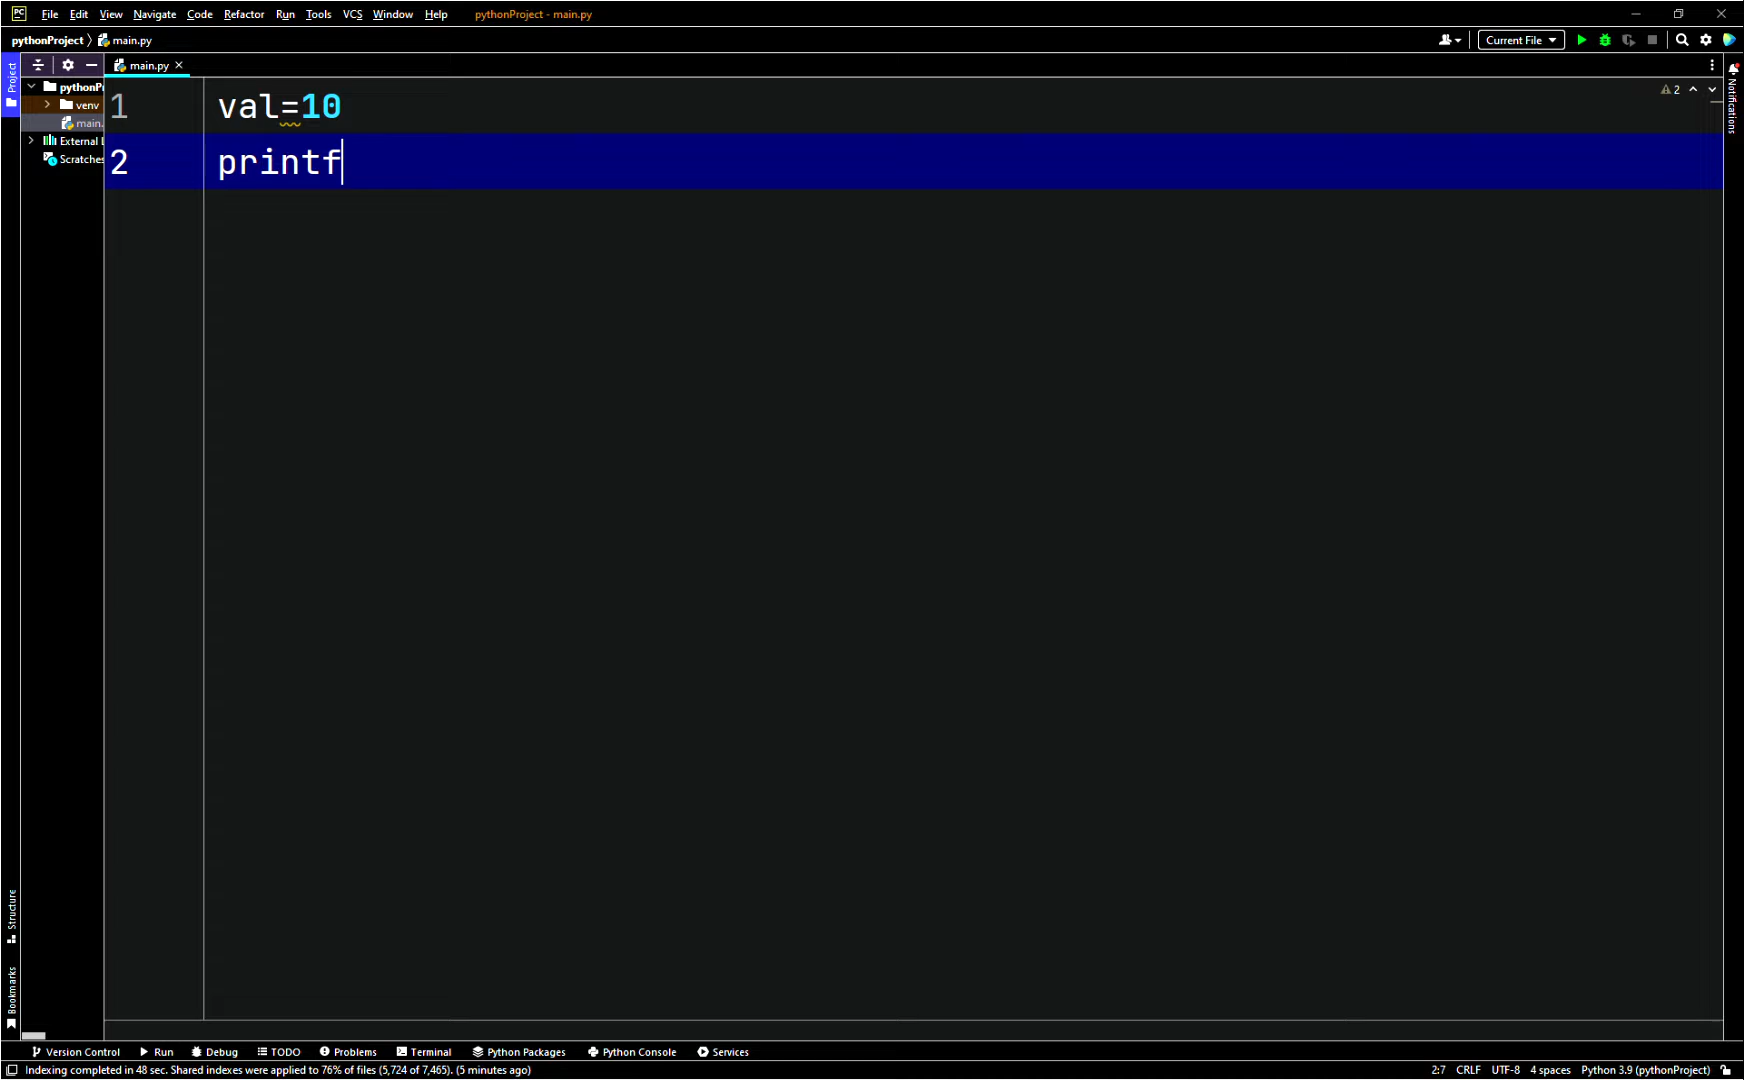 PC File Edit View Navigate Code Refactor Run Tools VCS Window Help pythonProject - main.py
pythonProject main.py Current File
Project main.py
pythonP
venv
main.
External L
Scratches
1 val=10
2 printf
2
Notifications
Structure
Bookmarks
Version Control Run Debug TODO Problems Terminal Python Packages Python Console Services
Indexing completed in 48 sec. Shared indexes were applied to 76% of files (5,724 of 7,465). (5 minutes ago) 2:7 CRLF UTF-8 4 spaces Python 3.9 (pythonProject)